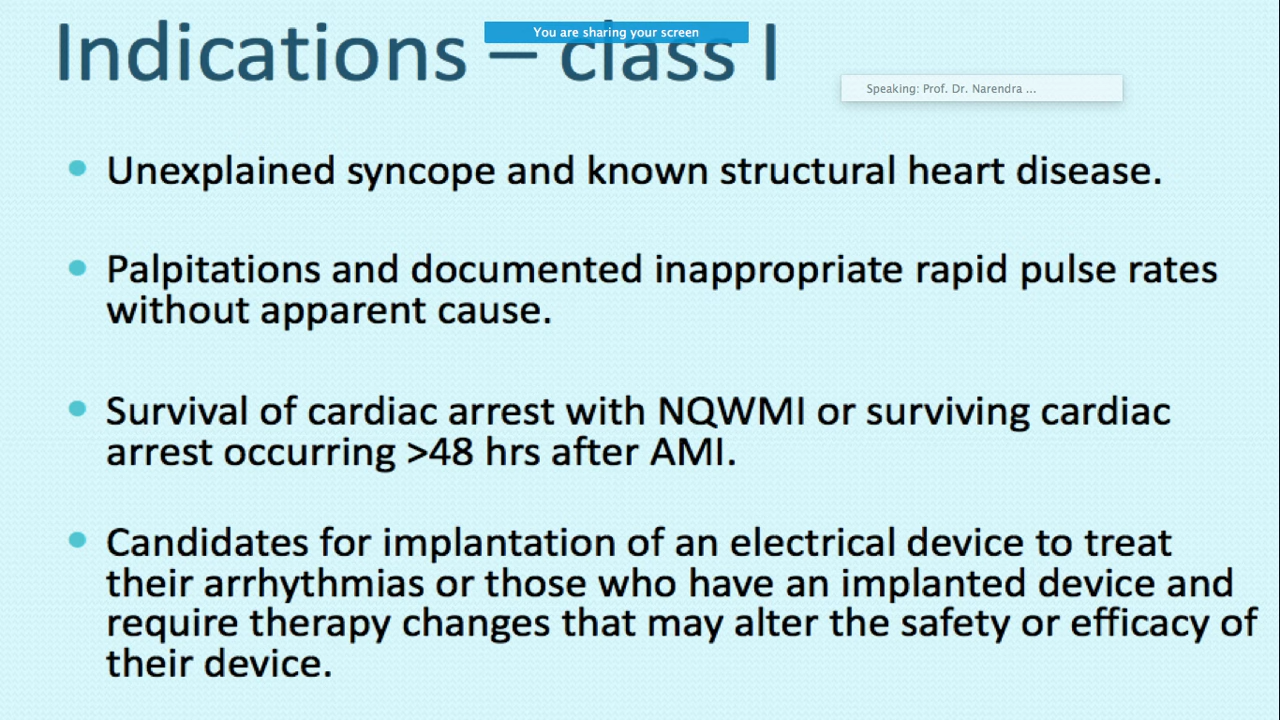 You are sharing your screen
Indications – class I
Speaking: Prof. Dr. Narendra ...
• Unexplained syncope and known structural heart disease.
• Palpitations and documented inappropriate rapid pulse rates
without apparent cause.
• Survival of cardiac arrest with NQWMI or surviving cardiac
arrest occurring >48 hrs after AMI.
• Candidates for implantation of an electrical device to treat
their arrhythmias or those who have an implanted device and
require therapy changes that may alter the safety or efficacy of
their device.